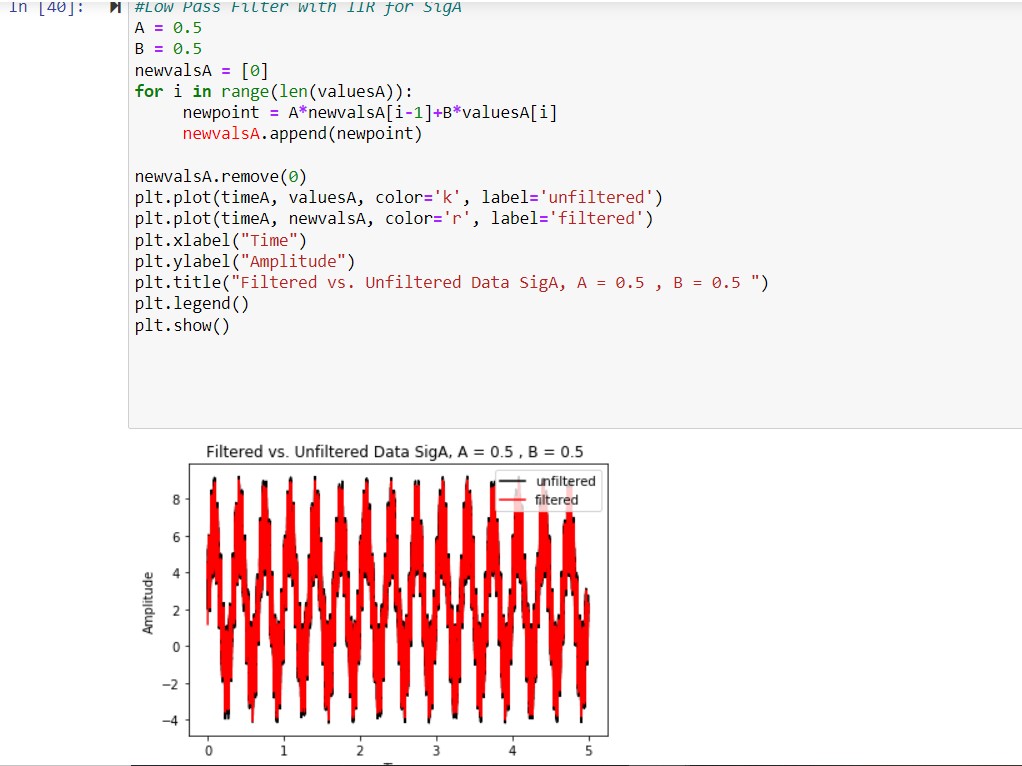 In [40]:
#Low Pass Filter with IIR for SigA
A = 0.5
B = 0.5
newvalsA = [0]
for i in range(len(valuesA)):
newpoint = A*newvalsA[i-1]+B*valuesA[i]
newvalsA.append(newpoint)
newvalsA.remove(0)
plt.plot(timeA, valuesA, color='k', label='unfiltered')
plt.plot(timeA, newvalsA, color='r', label='filtered')
plt.xlabel("Time")
plt.ylabel("Amplitude")
plt.title("Filtered vs. Unfiltered Data SigA, A = 0.5 , B = 0.5 ")
plt.legend()
plt.show()
Filtered vs. Unfiltered Data SigA, A = 0.5 , B = 0.5
unfiltered
filtered
8
6
4
2
0
−2
−4
Amplitude
0 1 2 3 4 5